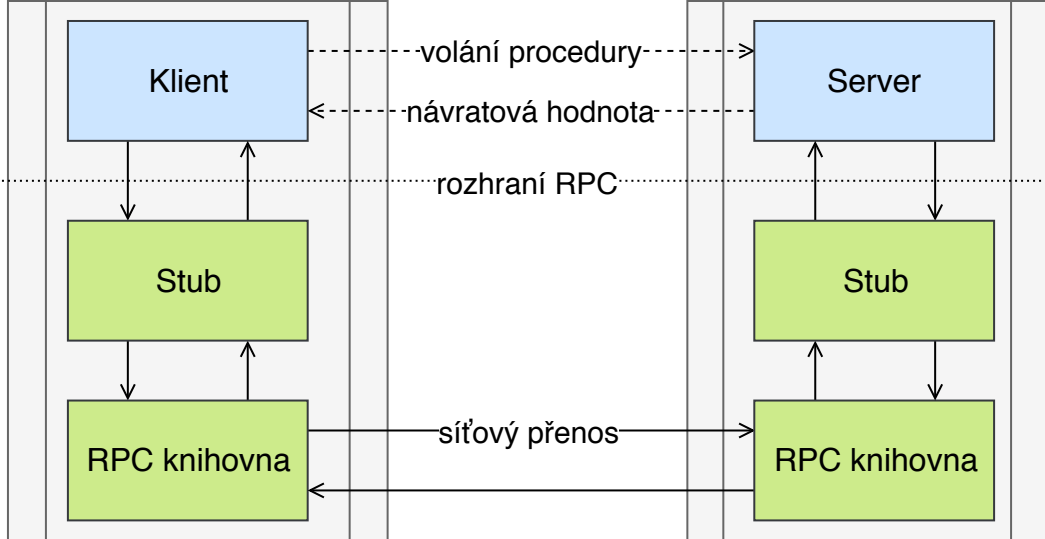 Klient
volání procedury
Server
návratová hodnota
rozhraní RPC
Stub
Stub
RPC knihovna
síťový přenos
RPC knihovna